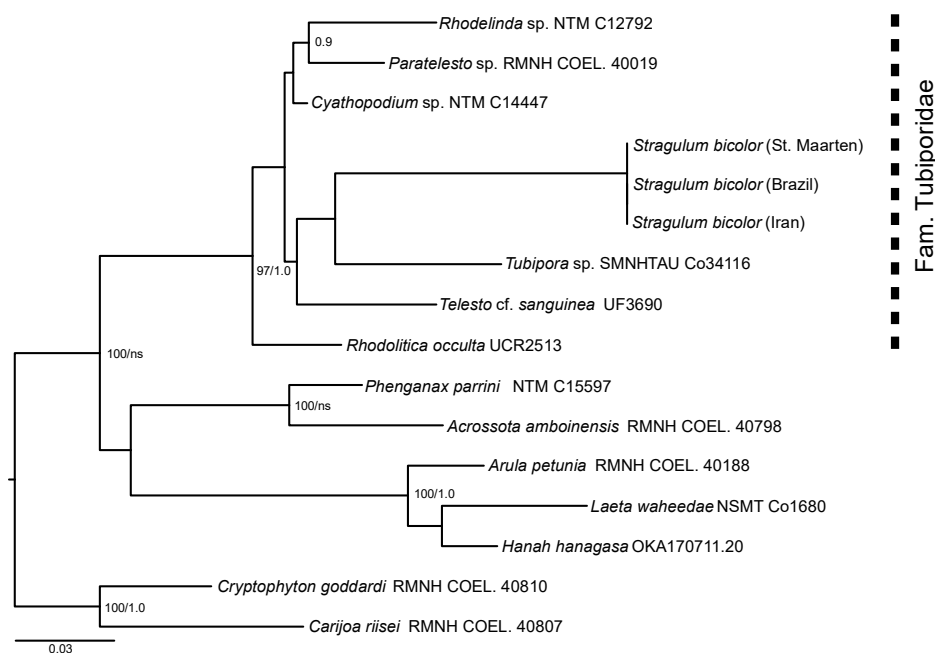 Rhodelinda sp. NTM C12792
0.9
Paratelesto sp. RMNH COEL. 40019
Cyathopodium sp. NTM C14447
Stragulum bicolor (St. Maarten)
Stragulum bicolor (Brazil)
Stragulum bicolor (Iran)
Fam. Tubiporidae
97/1.0
Tubipora sp. SMNHTAU Co34116
Telesto cf. sanguinea UF3690
Rhodolitica occulta UCR2513
100/ns
Phenganax parrini NTM C15597
100/ns
Acrossota amboinensis RMNH COEL. 40798
Arula petunia RMNH COEL. 40188
100/1.0
Laeta waheedae NSMT Co1680
Hanah hanagasa OKA170711.20
Cryptophyton goddardi RMNH COEL. 40810
100/1.0
Carijoa riisei RMNH COEL. 40807
0.03